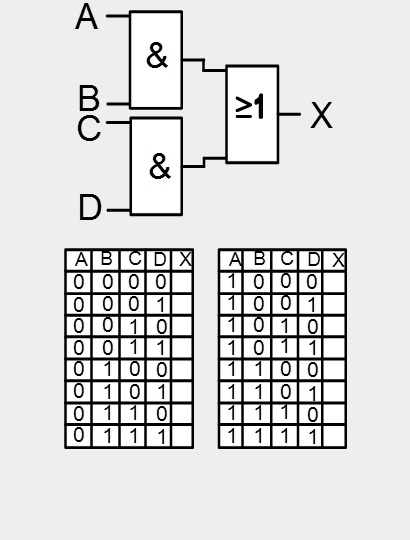 A
&
B
≥1
X
C
&
D
A B C D X
0 0 0 0
0 0 0 1
0 0 1 0
0 0 1 1
0 1 0 0
0 1 0 1
0 1 1 0
0 1 1 1
A B C D X
1 0 0 0
1 0 0 1
1 0 1 0
1 0 1 1
1 1 0 0
1 1 0 1
1 1 1 0
1 1 1 1